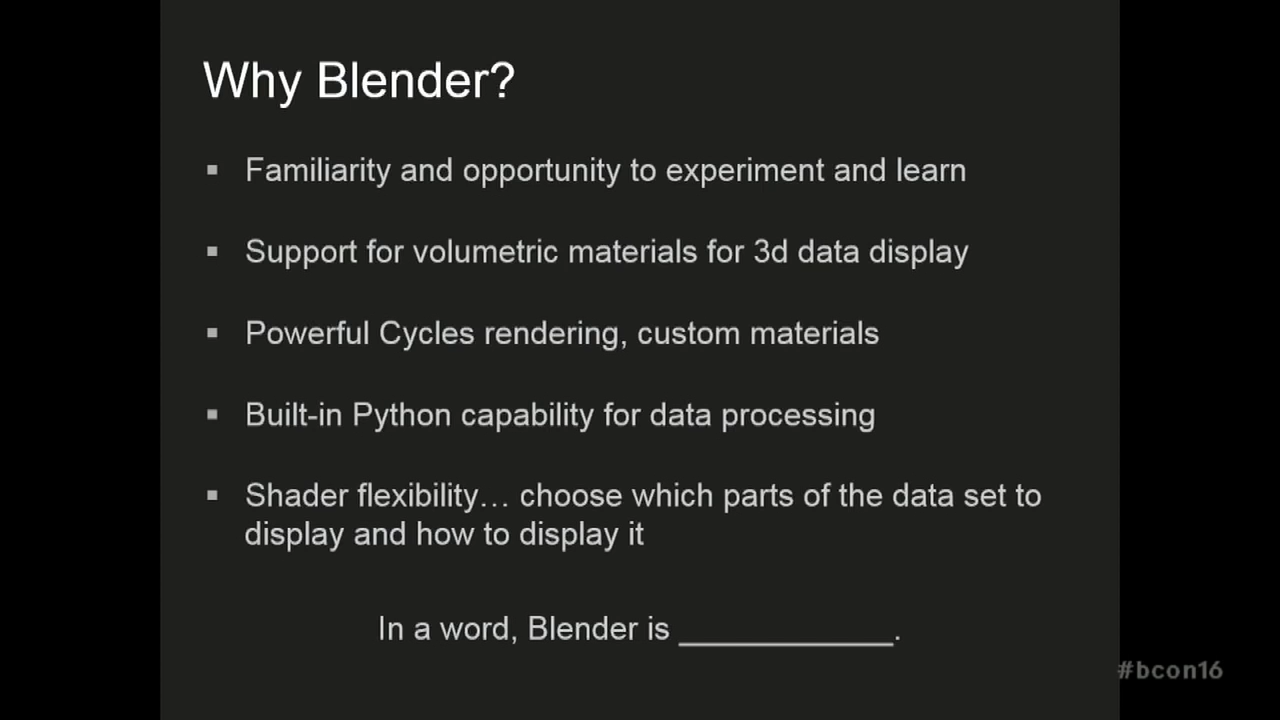 Why Blender?
▪ Familiarity and opportunity to experiment and learn
▪ Support for volumetric materials for 3d data display
▪ Powerful Cycles rendering, custom materials
▪ Built-in Python capability for data processing
▪ Shader flexibility… choose which parts of the data set to
display and how to display it
In a word, Blender is ____________.
#bcon16